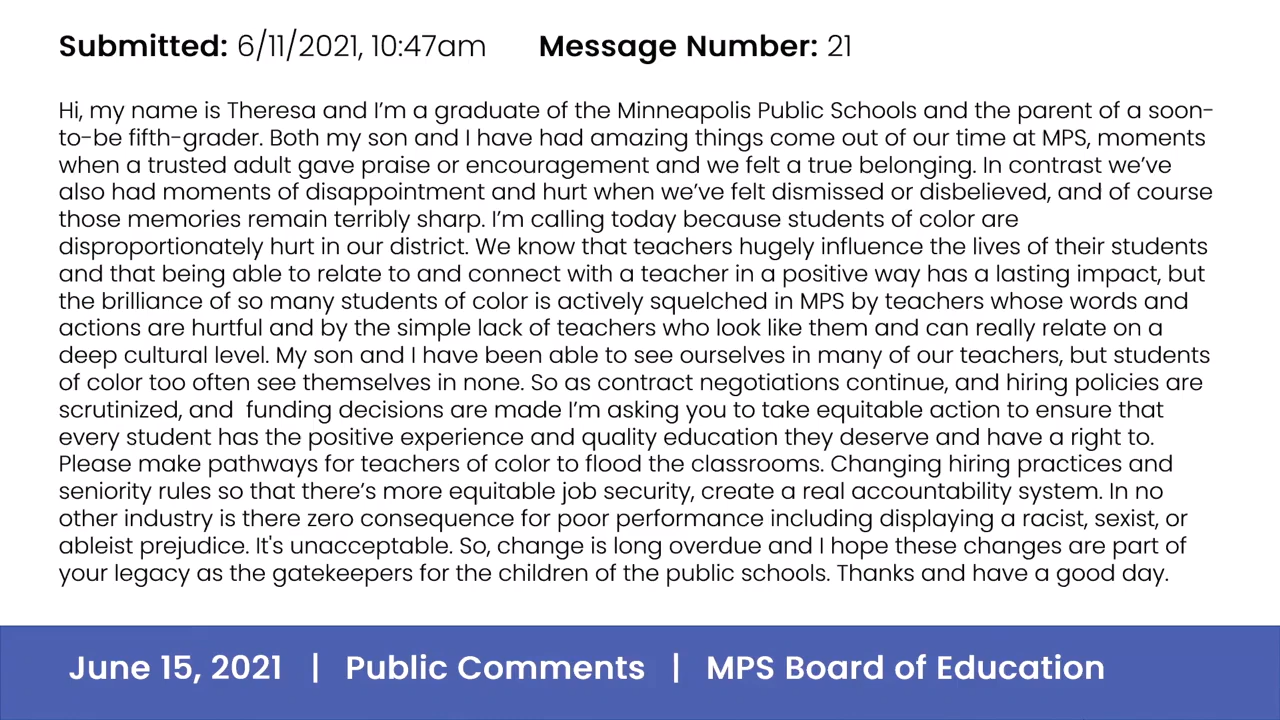 Submitted: 6/11/2021, 10:47am Message Number: 21
Hi, my name is Theresa and I'm a graduate of the Minneapolis Public Schools and the parent of a soon-
to-be fifth-grader. Both my son and I have had amazing things come out of our time at MPS, moments
when a trusted adult gave praise or encouragement and we felt a true belonging. In contrast we've
also had moments of disappointment and hurt when we've felt dismissed or disbelieved, and of course
those memories remain terribly sharp. I'm calling today because students of color are
disproportionately hurt in our district. We know that teachers hugely influence the lives of their students
and that being able to relate to and connect with a teacher in a positive way has a lasting impact, but
the brilliance of so many students of color is actively squelched in MPS by teachers whose words and
actions are hurtful and by the simple lack of teachers who look like them and can really relate on a
deep cultural level. My son and I have been able to see ourselves in many of our teachers, but students
of color too often see themselves in none. So as contract negotiations continue, and hiring policies are
scrutinized, and  funding decisions are made I'm asking you to take equitable action to ensure that
every student has the positive experience and quality education they deserve and have a right to.
Please make pathways for teachers of color to flood the classrooms. Changing hiring practices and
seniority rules so that there's more equitable job security, create a real accountability system. In no
other industry is there zero consequence for poor performance including displaying a racist, sexist, or
ableist prejudice. It's unacceptable. So, change is long overdue and I hope these changes are part of
your legacy as the gatekeepers for the children of the public schools. Thanks and have a good day.
June 15, 2021 | Public Comments | MPS Board of Education